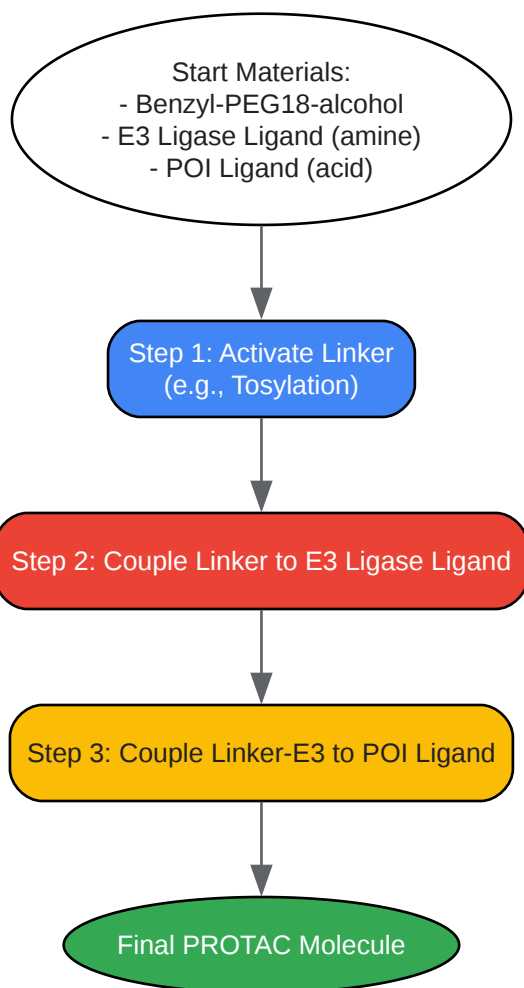 Start Materials:
- Benzyl-PEG18-alcohol
- E3 Ligase Ligand (amine)
- POI Ligand (acid)
Step 1: Activate Linker
(e.g., Tosylation)
Step 2: Couple Linker to E3 Ligase Ligand
Step 3: Couple Linker-E3 to POI Ligand
Final PROTAC Molecule